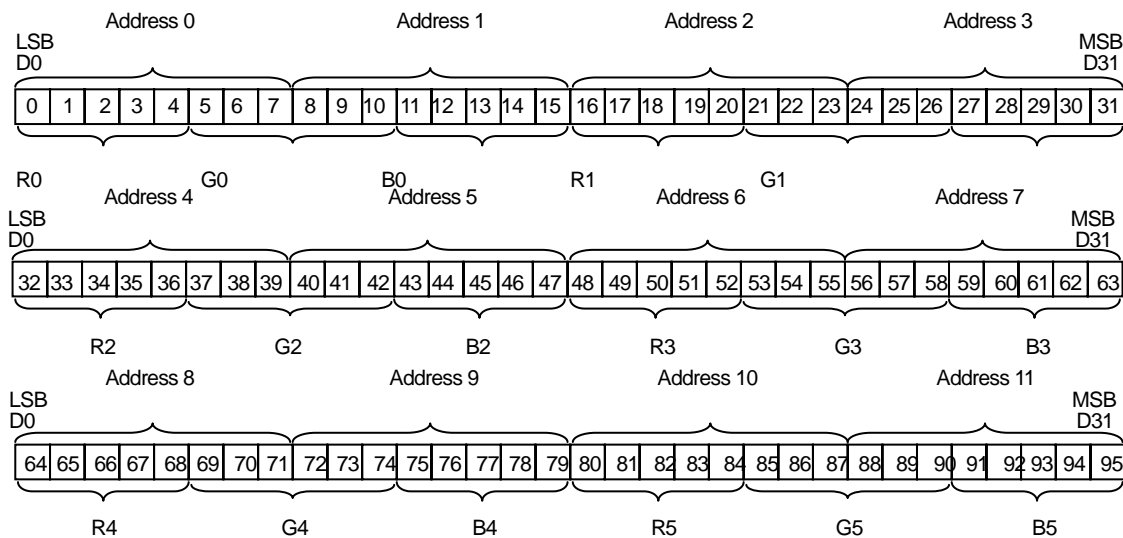 Address 0 Address 1 Address 2 Address 3
LSB MSB
D0 D31
0 1 2 3 4 5 6 7 8 9 10 11 12 13 14 15 16 17 18 19 20 21 22 23 24 25 26 27 28 29 30 31
R0 G0 B0 R1 G1
Address 4 Address 5 Address 6 Address 7
LSB MSB
D0 D31
32 33 34 35 36 37 38 39 40 41 42 43 44 45 46 47 48 49 50 51 52 53 54 55 56 57 58 59 60 61 62 63
R2 G2 B2 R3 G3 B3
Address 8 Address 9 Address 10 Address 11
LSB MSB
D0 D31
64 65 66 67 68 69 70 71 72 73 74 75 76 77 78 79 80 81 82 83 84 85 86 87 88 89 90 91 92 93 94 95
R4 G4 B4 R5 G5 B5